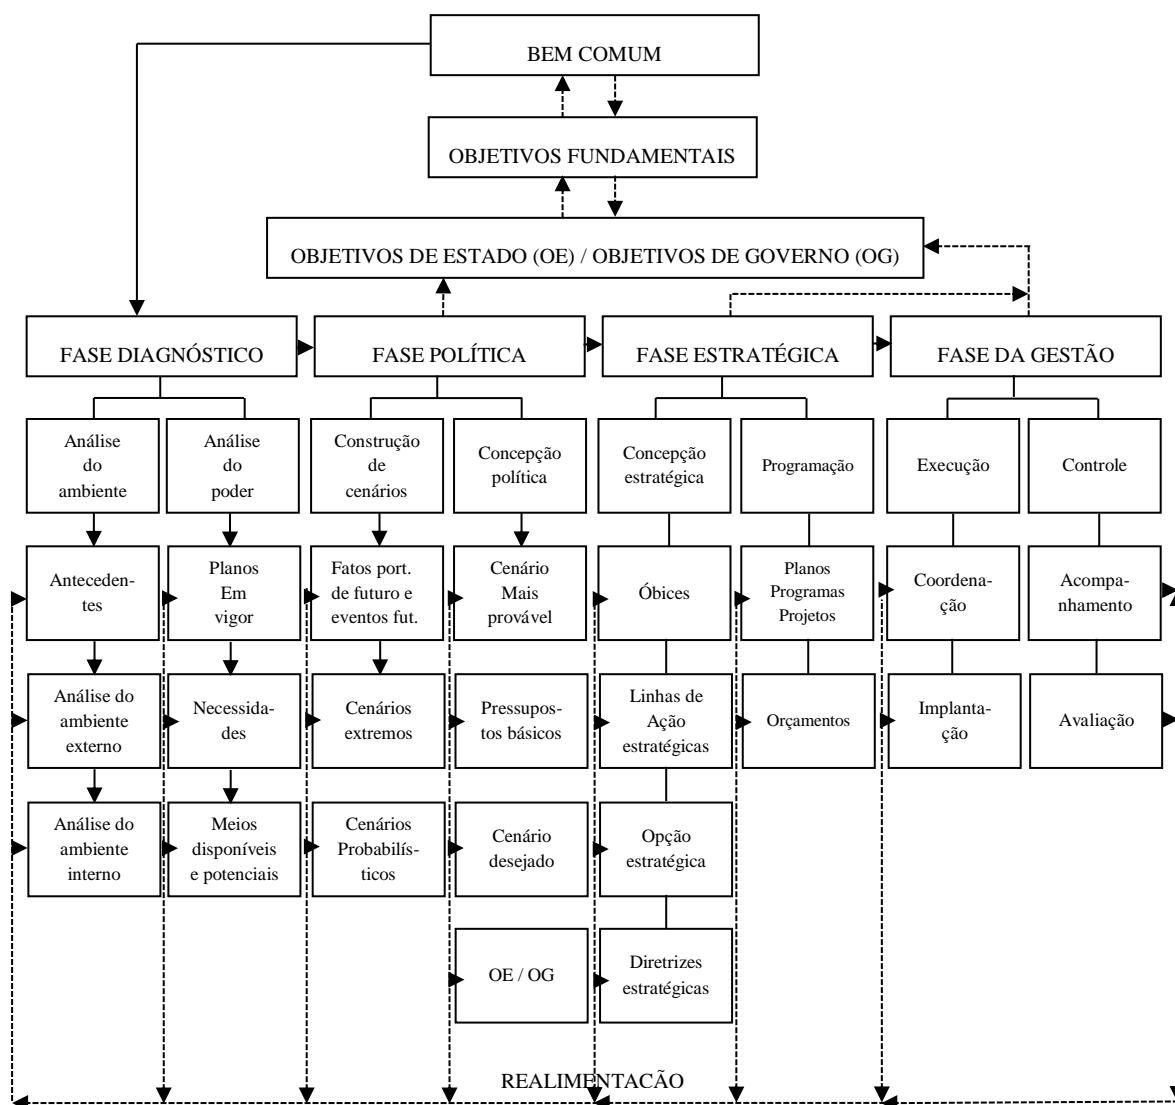 BEM COMUM
OBJETIVOS FUNDAMENTAIS
OBJETIVOS DE ESTADO (OE) / OBJETIVOS DE GOVERNO (OG)
FASE DIAGNÓSTICO
FASE POLÍTICA
FASE ESTRATÉGICA
FASE DA GESTÃO
Análise
do
ambiente
Análise
do
poder
Construção
de
cenários
Concepção
política
Concepção
estratégica
Programação
Execução
Controle
Anteceden-
tes
Planos
Em
vigor
Fatos port.
de futuro e
eventos fut.
Cenário
Mais
provável
Óbices
Planos
Programas
Projetos
Coordena-
ção
Acompa-
nhamento
Análise do
ambiente
externo
Necessida-
des
Cenários
extremos
Pressupos-
tos básicos
Linhas de
Ação
estratégicas
Orçamentos
Implanta-
ção
Avaliação
Análise do
ambiente
interno
Meios
disponíveis
e potenciais
Cenários
Probabilís-
ticos
Cenário
desejado
Opção
estratégica
OE / OG
Diretrizes
estratégicas
REALIMENTACÃO